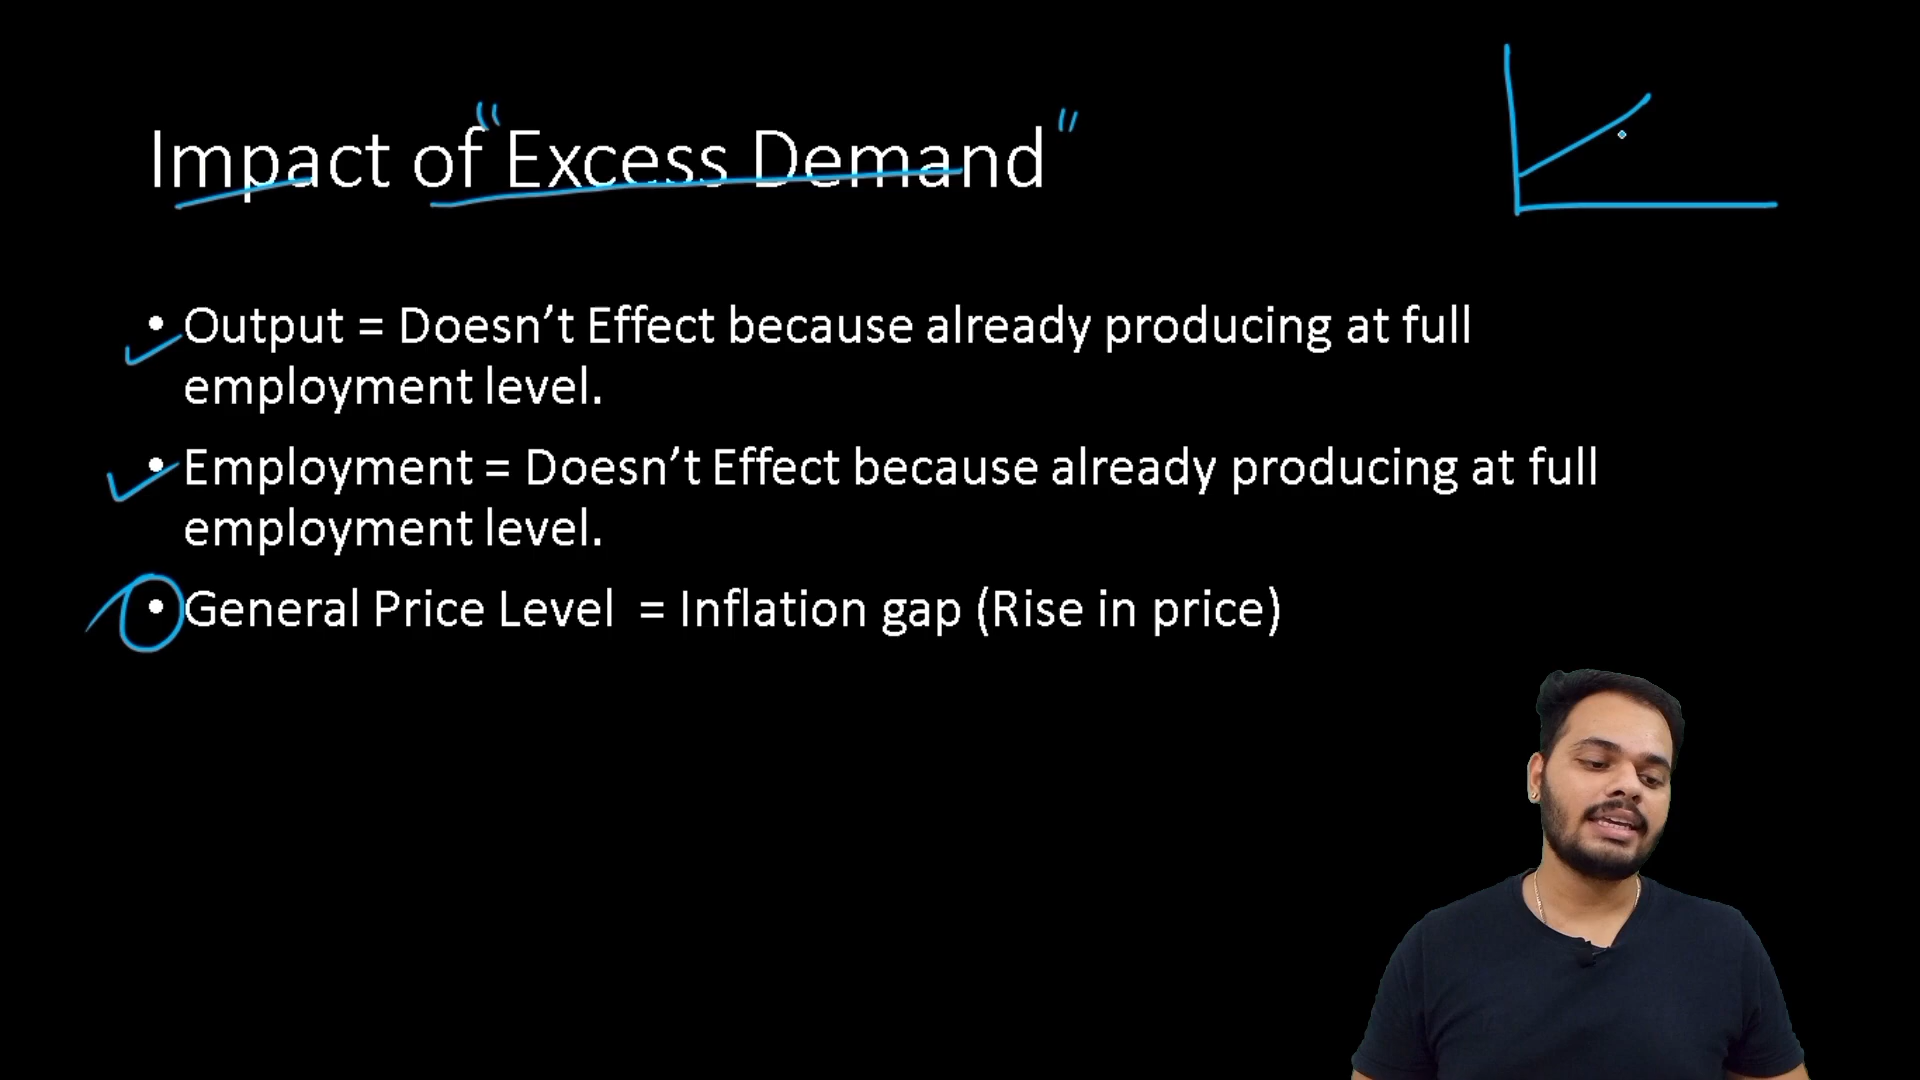 Impact of "Excess Demand"
• Output = Doesn’t Effect because already producing at full
employment level.
• Employment = Doesn’t Effect because already producing at full
employment level.
• General Price Level = Inflation gap (Rise in price)